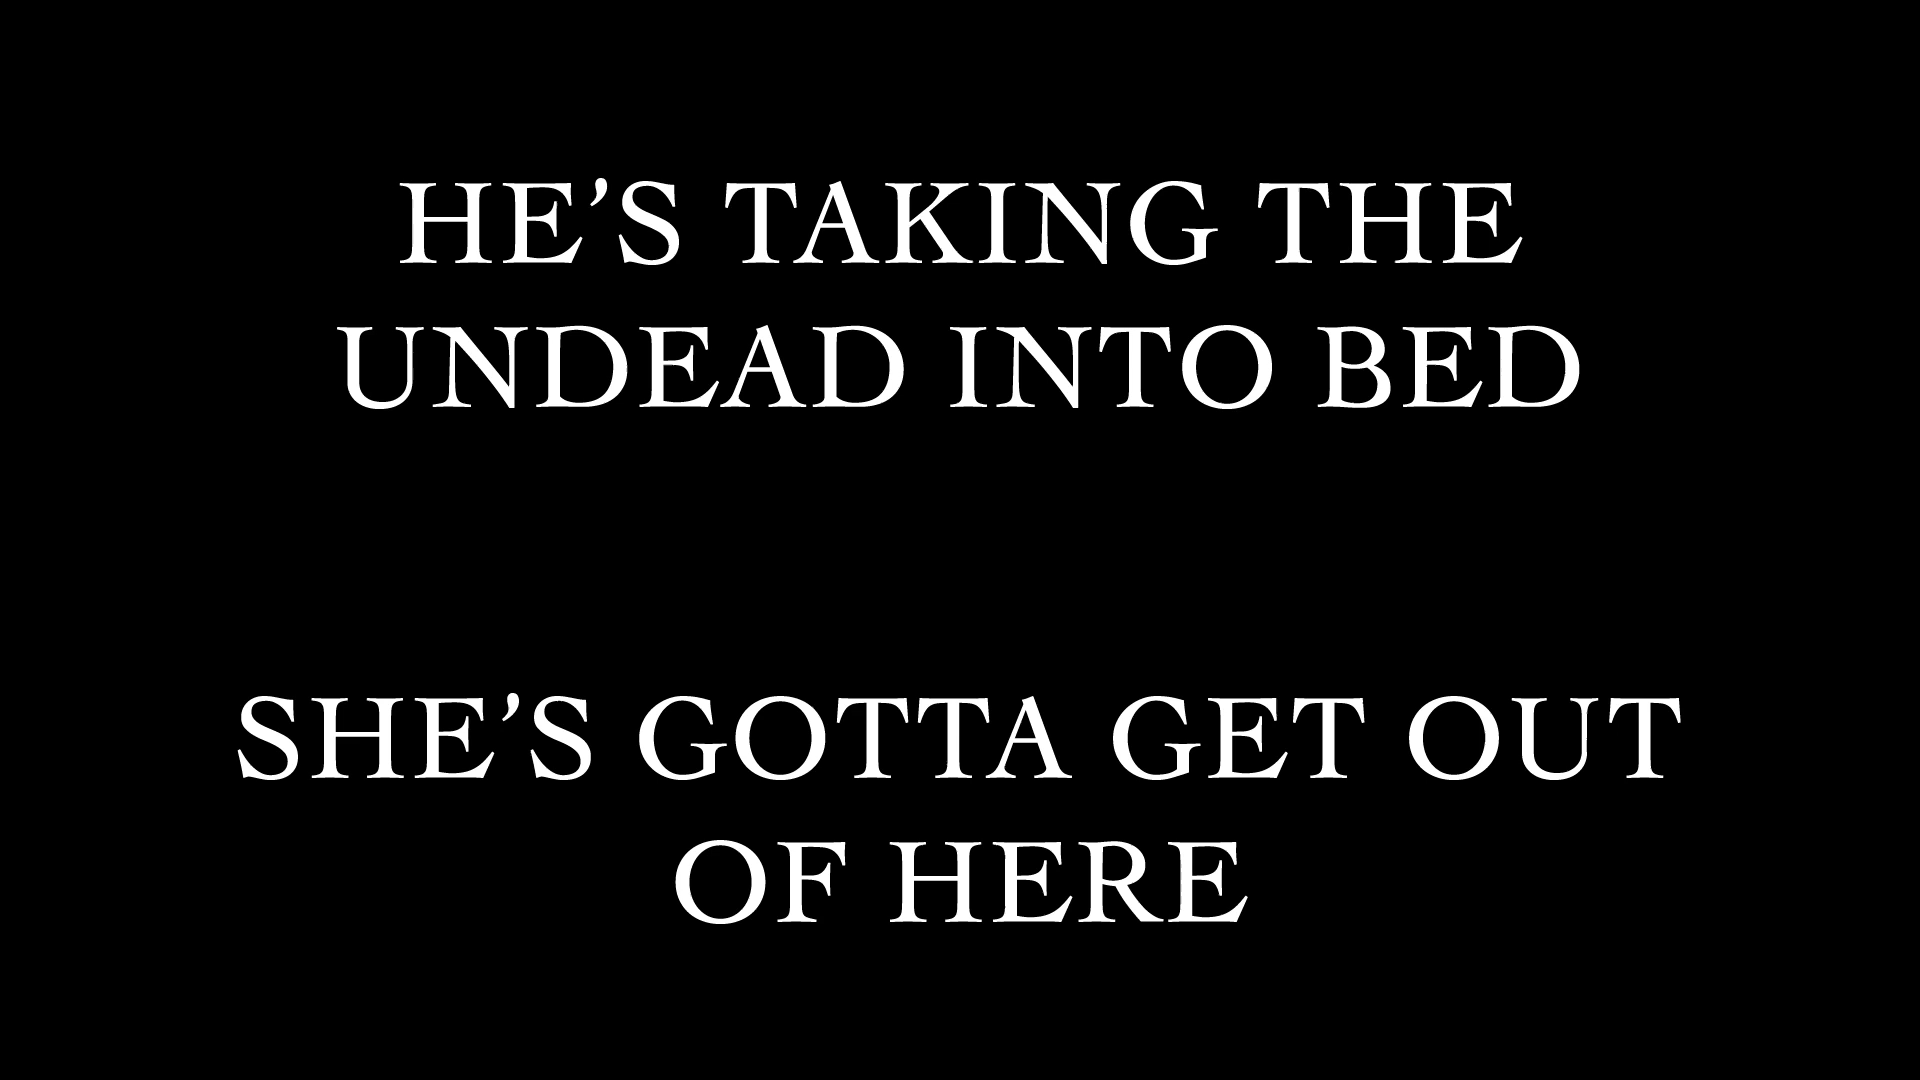 HE’S TAKING THE
UNDEAD INTO BED
SHE’S GOTTA GET OUT
OF HERE